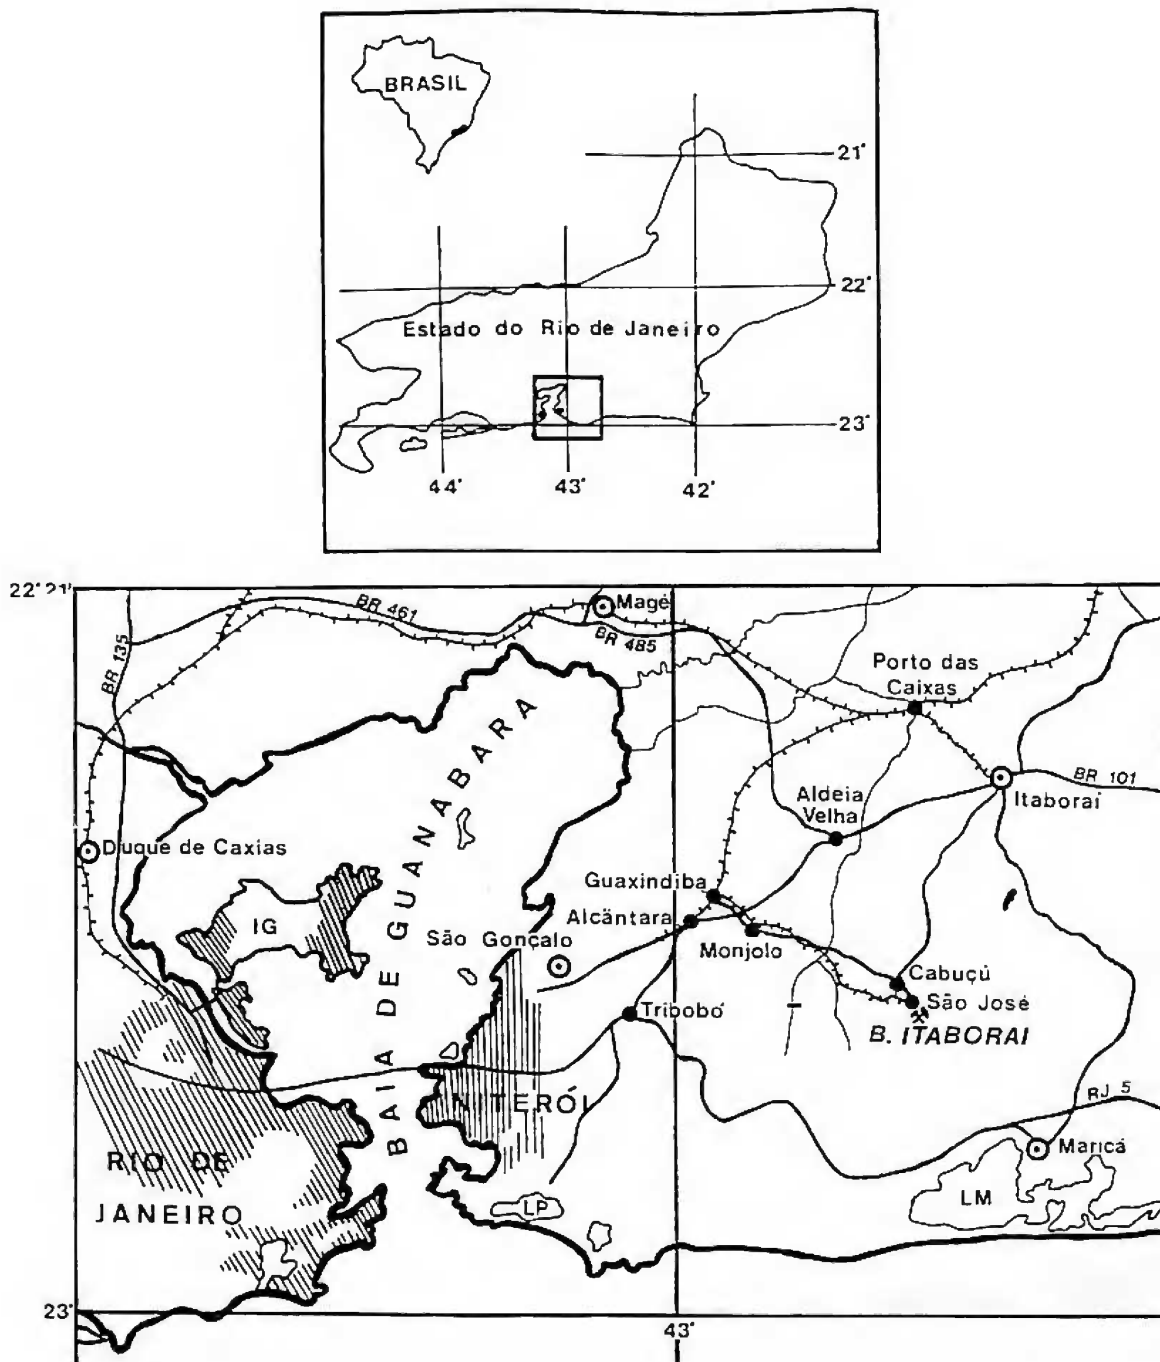 BRASIL
21°
22°
Estado do Rio de Janeiro
23°
44°
43°
42°
22° 21'
BR 461
Magé
BR 485
BR 135
Porto das
Caixas
BR 101
Itaboraí
Aldeia
Velha
Duque de Caxias
BAIA DE GUANABARA
Guaxindiba
IG
Alcântara
São Gonçalo
Monjolo
Cabuçú
São José
Tribobó
B. ITABORAI
NITERÓI
RJ 5
RIO DE
JANEIRO
Maricá
LM
LP
23°
43°